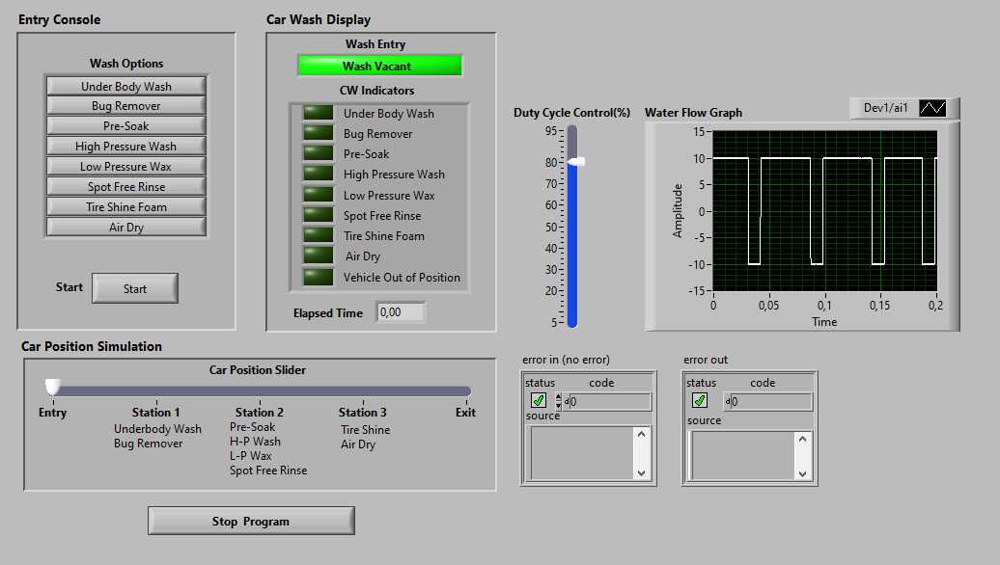 Entry Console
Wash Options
Under Body Wash
Bug Remover
Pre-Soak
High Pressure Wash
Low Pressure Wax
Spot Free Rinse
Tire Shine Foam
Air Dry
Start
Start
Car Wash Display
Wash Entry
Wash Vacant
CW Indicators
Under Body Wash
Bug Remover
Pre-Soak
High Pressure Wash
Low Pressure Wax
Spot Free Rinse
Tire Shine Foam
Air Dry
Vehicle Out of Position
Elapsed Time 0,00
Duty Cycle Control(%)
95
80
70
60
50
40
30
20
5
Water Flow Graph
Dev1/ai1
Amplitude
15
10
5
0
-5
-10
-15
0 0,05 0,1 0,15 0,2
Time
Car Position Simulation
Car Position Slider
Entry
Station 1
Underbody Wash
Bug Remover
Station 2
Pre-Soak
H-P Wash
L-P Wax
Spot Free Rinse
Station 3
Tire Shine
Air Dry
Exit
error in (no error)
status code
d 0
source
error out
status code
d 0
source
Stop Program